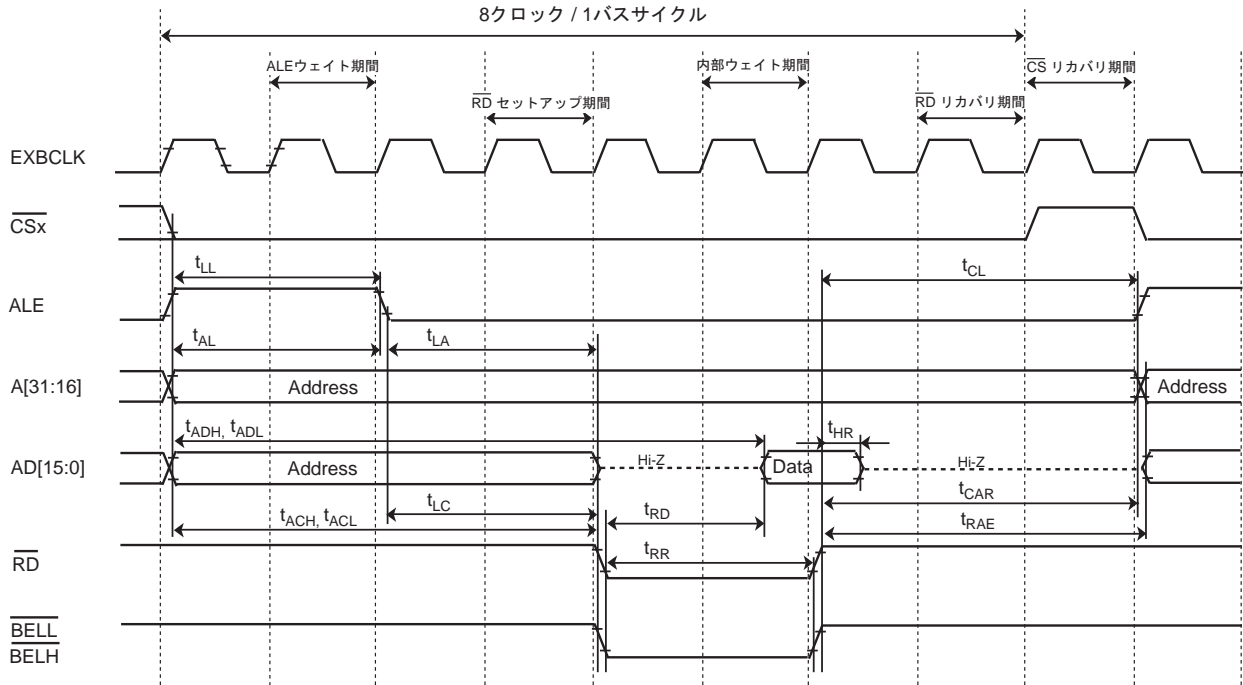 8クロック / 1バスサイクル
ALEウェイト期間
内部ウェイト期間
CS リカバリ期間
RD セットアップ期間
RD リカバリ期間
EXBCLK
CSx
tLL
tCL
ALE
tAL
tLA
A[31:16]
Address
Address
tADH, tADL
tHR
AD[15:0]
Address
Hi-Z
Data
Hi-Z
tLC
tRD
tCAR
tACH, tACL
tRAE
RD
tRR
BELL
BELH